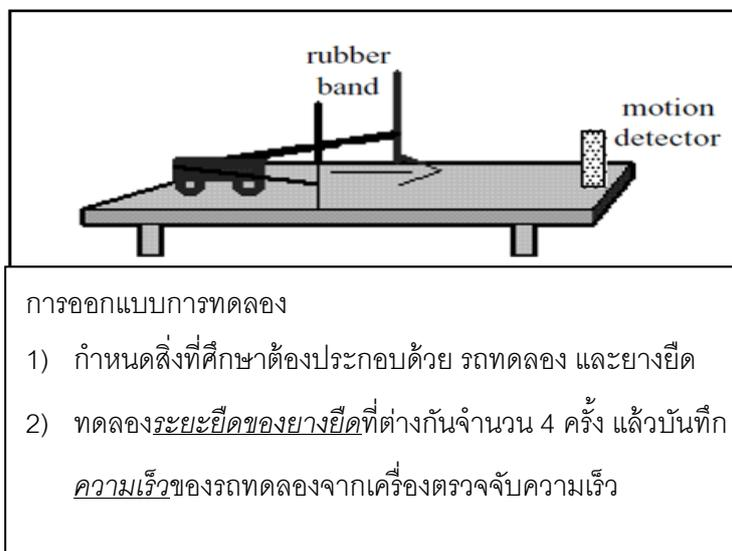 rubber
band
motion
detector
การออกแบบการทดลอง
1) กำหนดสิ่งที่ศึกษาต้องประกอบด้วย รถทดลอง และยางยืด
2) ทดลองระยะยืดของยางยืดที่ต่างกันจำนวน 4 ครั้ง แล้วบันทึก
ความเร็วของรถทดลองจากเครื่องตรวจจับความเร็ว